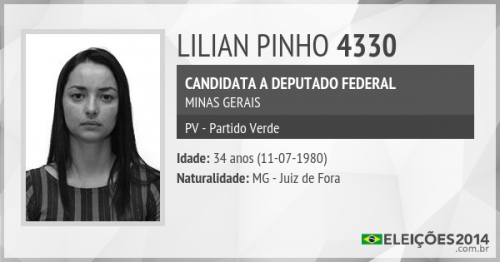 LILIAN PINHO 4330
CANDIDATA A DEPUTADO FEDERAL
MINAS GERAIS
PV - Partido Verde
Idade: 34 anos (11-07-1980)
Naturalidade: MG - Juiz de Fora
ELEIÇÕES2014
.com.br